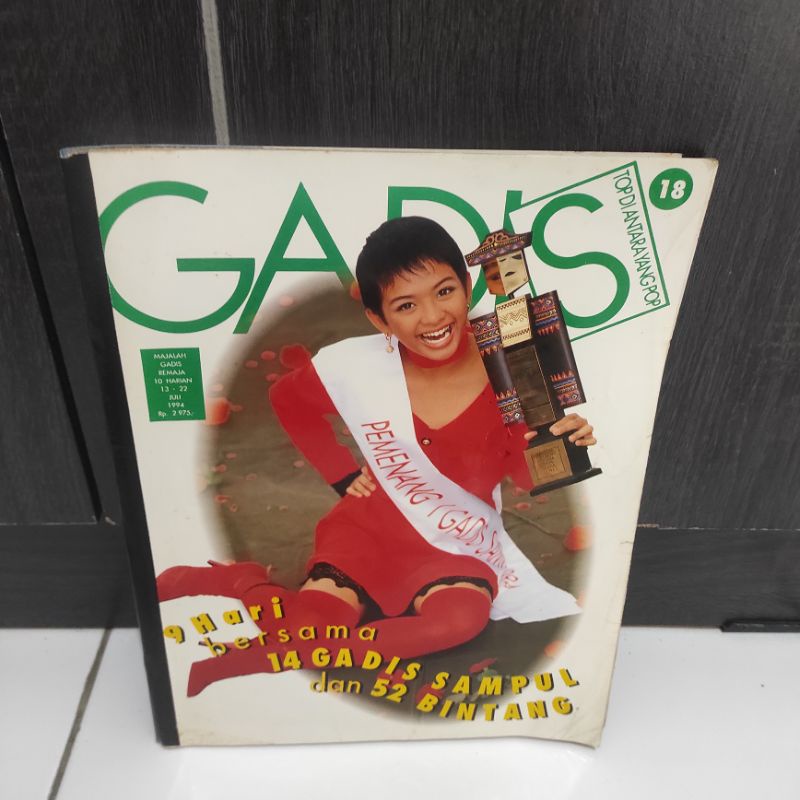 GADIS
TOP DI ANTARA YANG POP
18
MAJALAH
GADIS
REMAJA
10 HARIAN
13 - 22
JULI
1994
Rp. 2.975,-
PEMENANG I GADIS
9 Hari
bersama
14 GADIS SAMPUL
dan 52 BINTANG